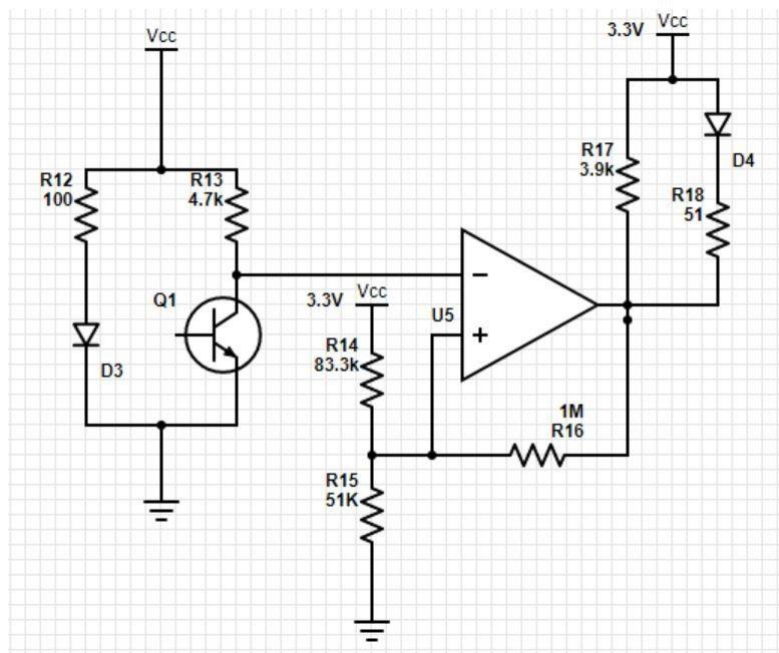 Vcc
R12
100
R13
4.7k
Q1
D3
3.3V
Vcc
R14
83.3k
R15
51K
U5
−
+
1M
R16
3.3V
Vcc
R17
3.9k
D4
R18
51